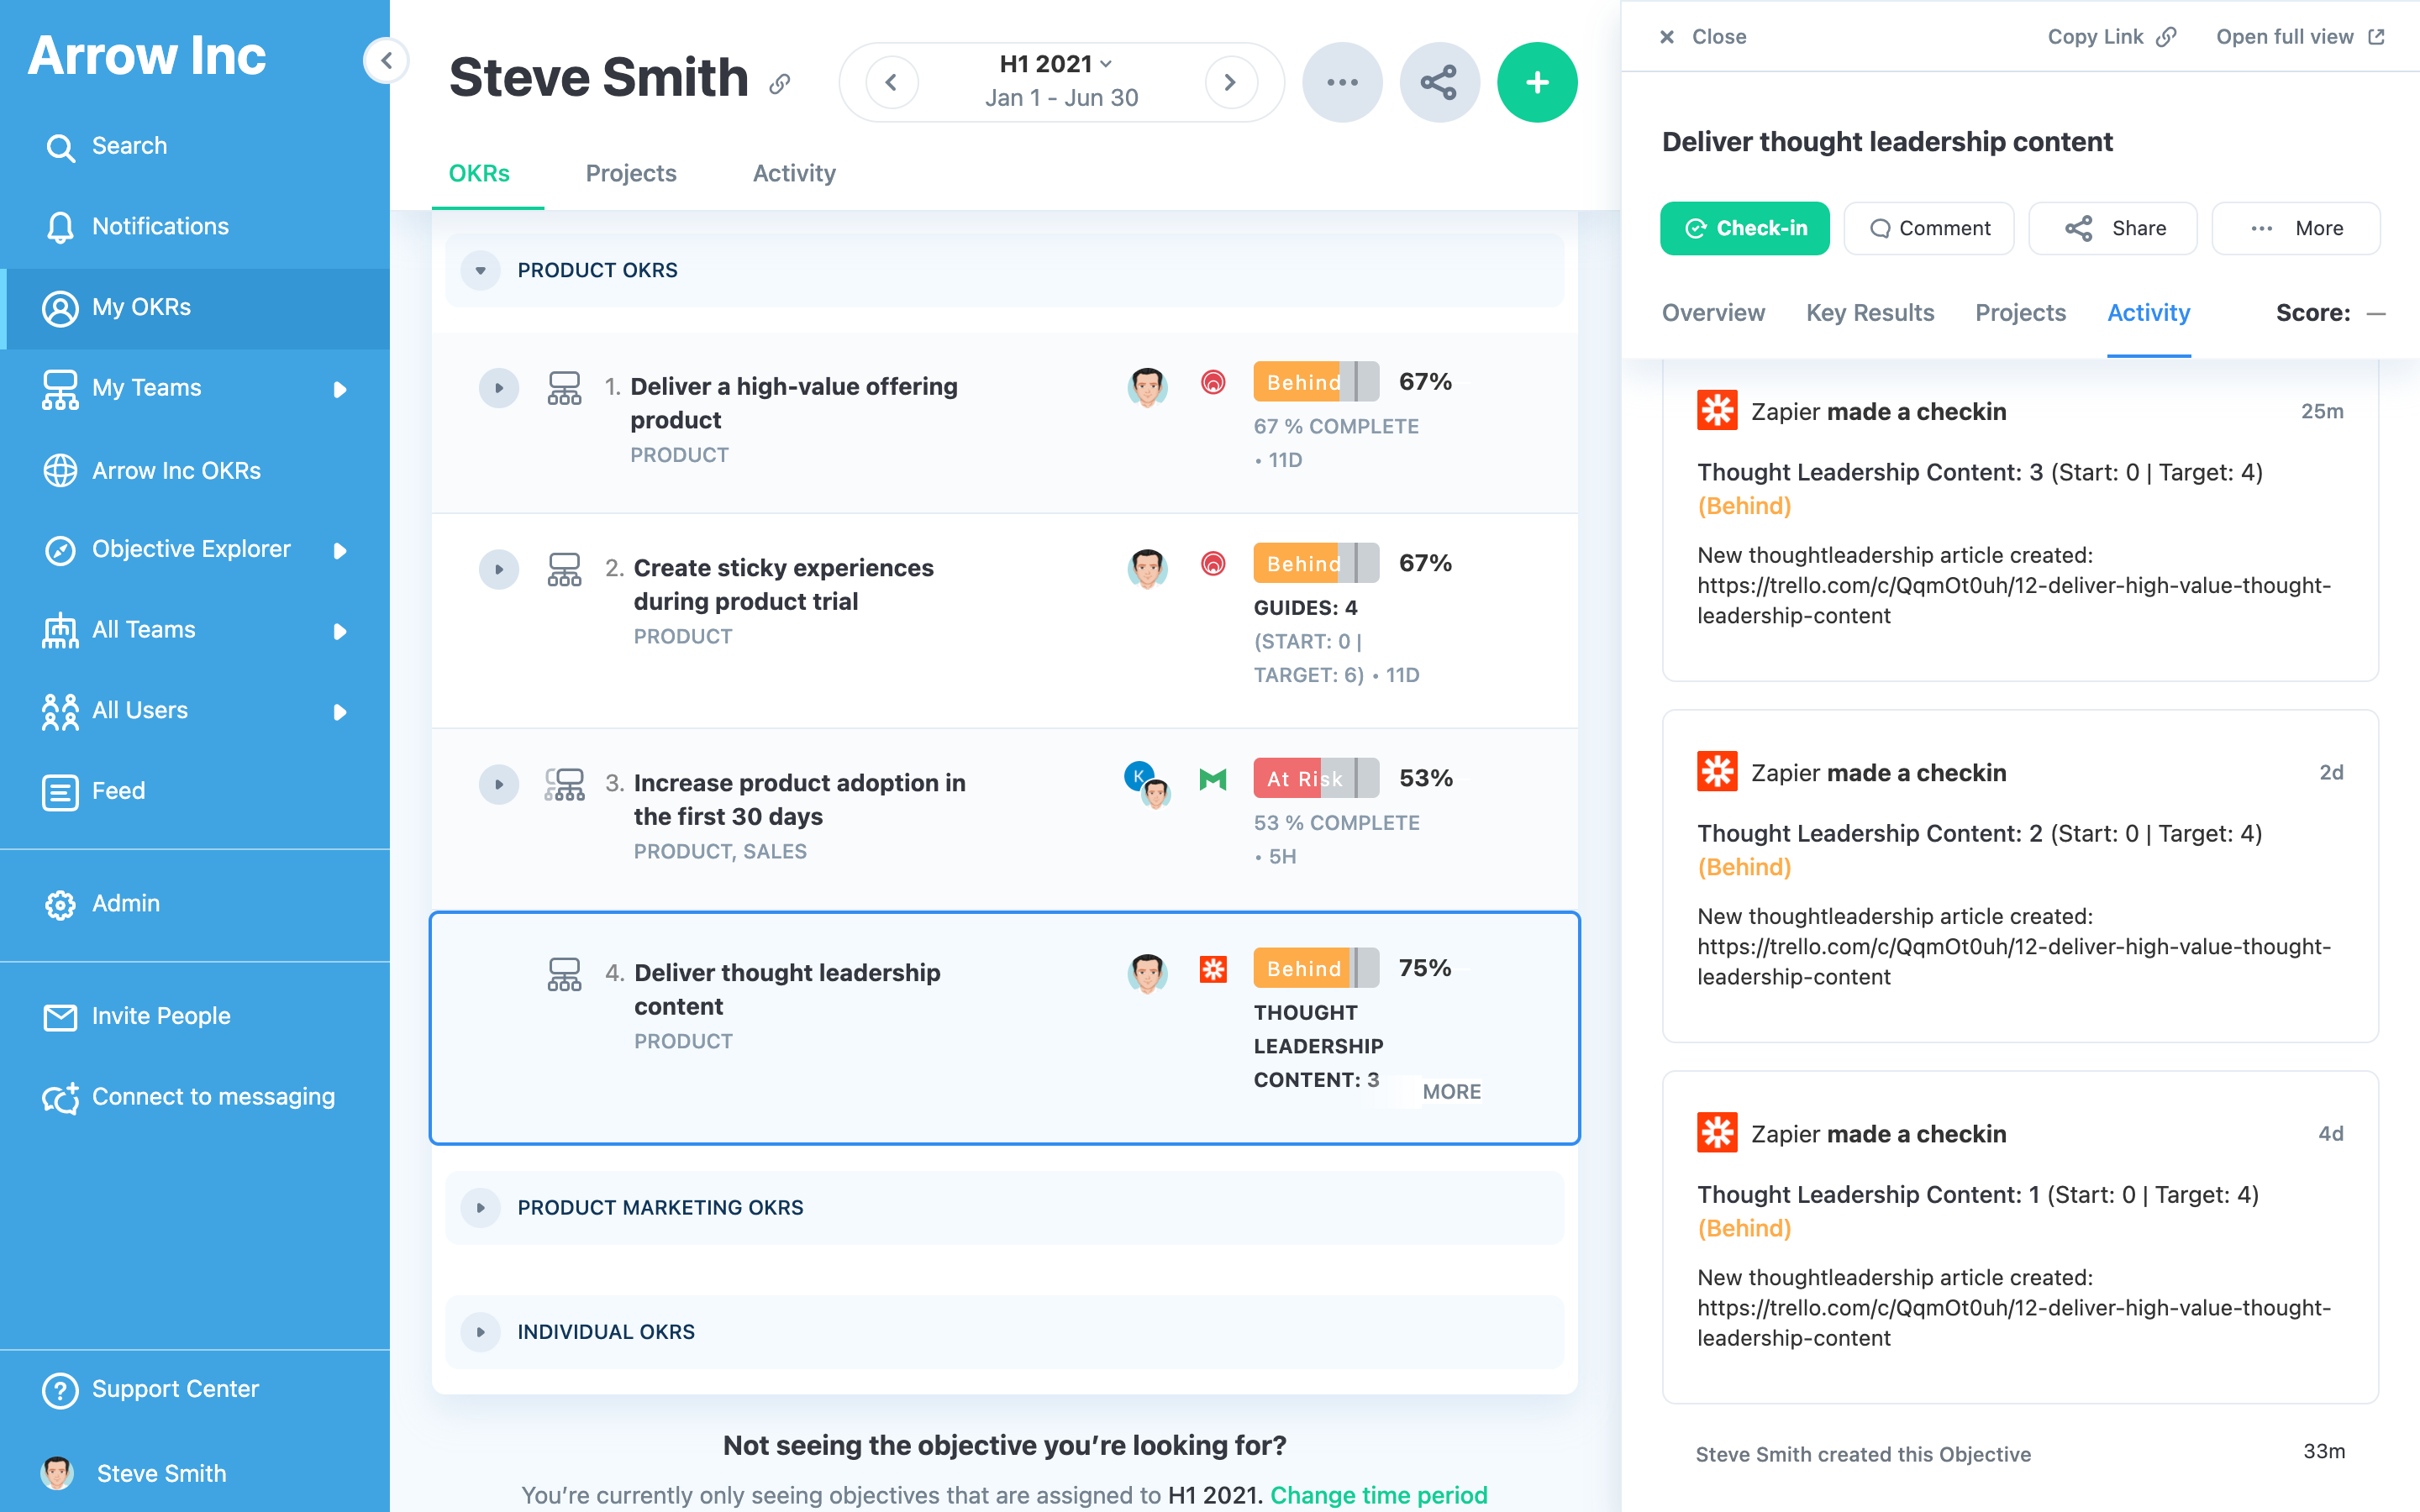 Arrow Inc
Search
Notifications
My OKRs
My Teams
Arrow Inc OKRs
Objective Explorer
All Teams
All Users
Feed
Admin
Invite People
Connect to messaging
Support Center
Steve Smith
Steve Smith
H1 2021
Jan 1 - Jun 30
OKRs
Projects
Activity
PRODUCT OKRS
1. Deliver a high-value offering
product
PRODUCT
Behind
67%
67 % COMPLETE
• 11D
2. Create sticky experiences
during product trial
PRODUCT
Behind
67%
GUIDES: 4
(START: 0 |
TARGET: 6) • 11D
3. Increase product adoption in
the first 30 days
PRODUCT, SALES
K
At Risk
53%
53 % COMPLETE
• 5H
4. Deliver thought leadership
content
PRODUCT
Behind
75%
THOUGHT
LEADERSHIP
CONTENT: 3
MORE
PRODUCT MARKETING OKRS
INDIVIDUAL OKRS
Not seeing the objective you’re looking for?
You’re currently only seeing objectives that are assigned to H1 2021. Change time period
Close
Copy Link
Open full view
Deliver thought leadership content
Check-in
Comment
Share
More
Overview
Key Results
Projects
Activity
Score: —
Zapier made a checkin
25m
Thought Leadership Content: 3 (Start: 0 | Target: 4)
(Behind)
New thoughtleadership article created:
https://trello.com/c/QqmOt0uh/12-deliver-high-value-thought-
leadership-content
Zapier made a checkin
2d
Thought Leadership Content: 2 (Start: 0 | Target: 4)
(Behind)
New thoughtleadership article created:
https://trello.com/c/QqmOt0uh/12-deliver-high-value-thought-
leadership-content
Zapier made a checkin
4d
Thought Leadership Content: 1 (Start: 0 | Target: 4)
(Behind)
New thoughtleadership article created:
https://trello.com/c/QqmOt0uh/12-deliver-high-value-thought-
leadership-content
Steve Smith created this Objective
33m